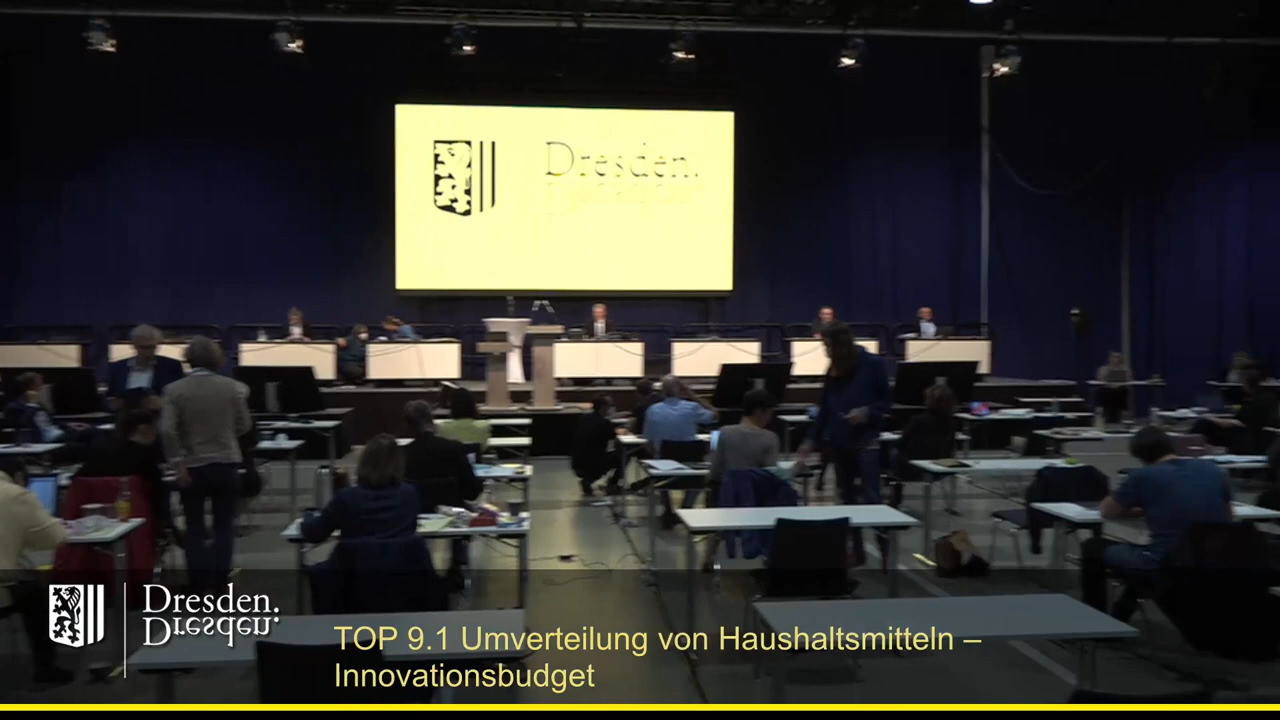 Dresden.
Dresden.
Dresden.
TOP 9.1 Umverteilung von Haushaltsmitteln –
Innovationsbudget